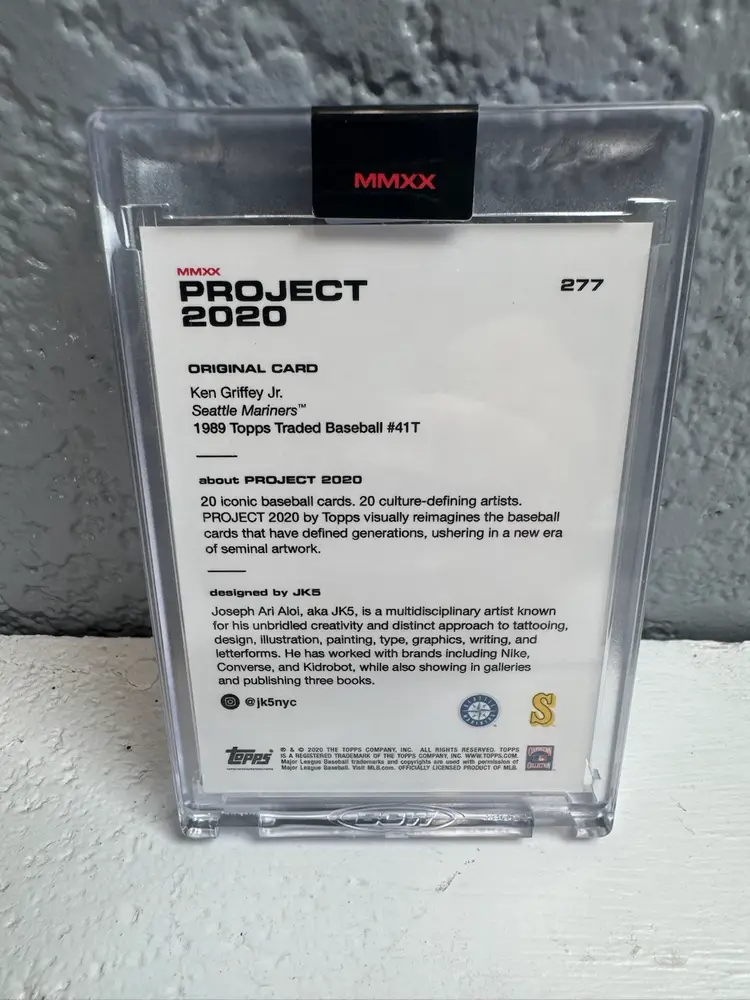 MMXX
MMXX
PROJECT
2020
277
ORIGINAL CARD
Ken Griffey Jr.
Seattle Mariners™
1989 Topps Traded Baseball #41T
about PROJECT 2020
20 iconic baseball cards. 20 culture-defining artists.
PROJECT 2020 by Topps visually reimagines the baseball
cards that have defined generations, ushering in a new era
of seminal artwork.
designed by JK5
Joseph Ari Aloi, aka JK5, is a multidisciplinary artist known
for his unbridled creativity and distinct approach to tattooing,
design, illustration, painting, type, graphics, writing, and
letterforms. He has worked with brands including Nike,
Converse, and Kidrobot, while also showing in galleries
and publishing three books.
@jk5nyc
S
topps
® & © 2020 THE TOPPS COMPANY, INC. ALL RIGHTS RESERVED. TOPPS
IS A REGISTERED TRADEMARK OF THE TOPPS COMPANY, INC. WWW.TOPPS.COM.
Major League Baseball trademarks and copyrights are used with permission of
Major League Baseball. Visit MLB.com. OFFICIALLY LICENSED PRODUCT OF MLB.
COLLECTION
BCW